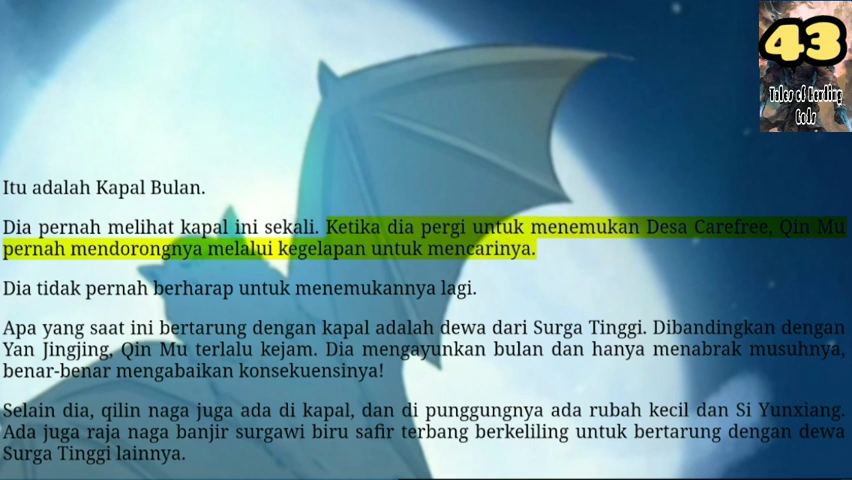 43
Tales of Herding
Gods
Itu adalah Kapal Bulan.
Dia pernah melihat kapal ini sekali. Ketika dia pergi untuk menemukan Desa Carefree, Qin Mu
pernah mendorongnya melalui kegelapan untuk mencarinya.
Dia tidak pernah berharap untuk menemukannya lagi.
Apa yang saat ini bertarung dengan kapal adalah dewa dari Surga Tinggi. Dibandingkan dengan
Yan Jingjing, Qin Mu terlalu kejam. Dia mengayunkan bulan dan hanya menabrak musuhnya,
benar-benar mengabaikan konsekuensinya!
Selain dia, qilin naga juga ada di kapal, dan di punggungnya ada rubah kecil dan Si Yunxiang.
Ada juga raja naga banjir surgawi biru safir terbang berkeliling untuk bertarung dengan dewa
Surga Tinggi lainnya.